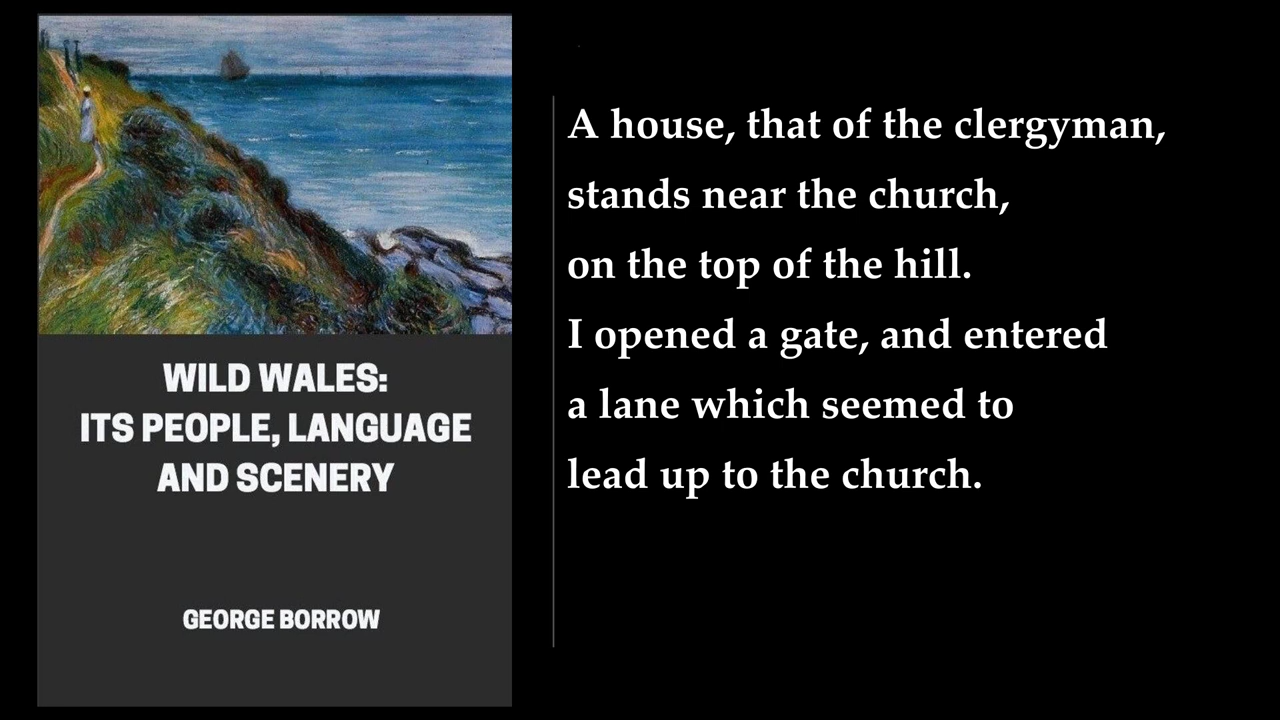 WILD WALES:
ITS PEOPLE, LANGUAGE
AND SCENERY
GEORGE BORROW
A house, that of the clergyman,
stands near the church,
on the top of the hill.
I opened a gate, and entered
a lane which seemed to
lead up to the church.